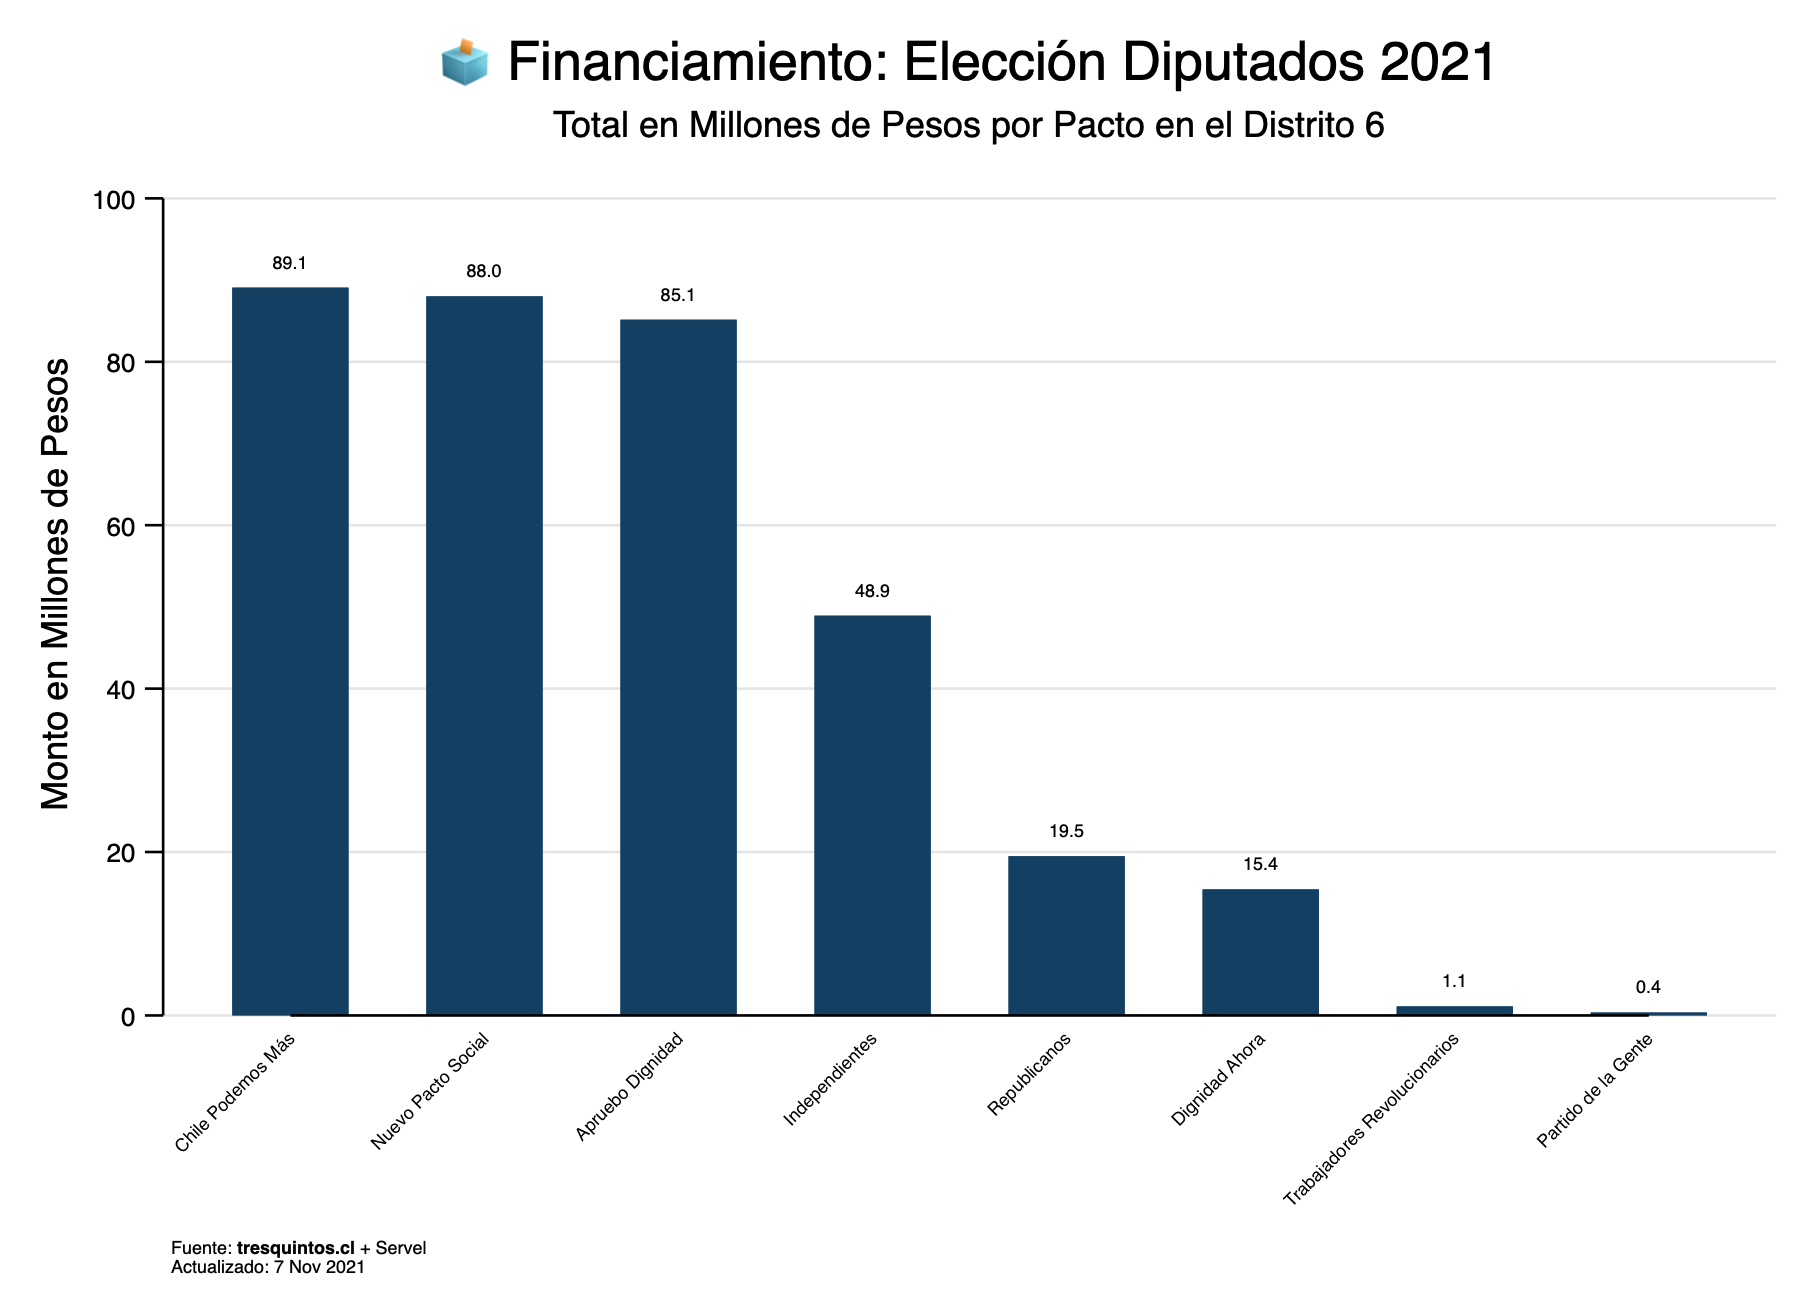 Financiamiento: Elección Diputados 2021
Total en Millones de Pesos por Pacto en el Distrito 6
Monto en Millones de Pesos
100
80
60
40
20
0
89.1
88.0
85.1
48.9
19.5
15.4
1.1
0.4
Chile Podemos Más
Nuevo Pacto Social
Apruebo Dignidad
Independientes
Republicanos
Dignidad Ahora
Trabajadores Revolucionarios
Partido de la Gente
Fuente: tresquintos.cl + Servel
Actualizado: 7 Nov 2021